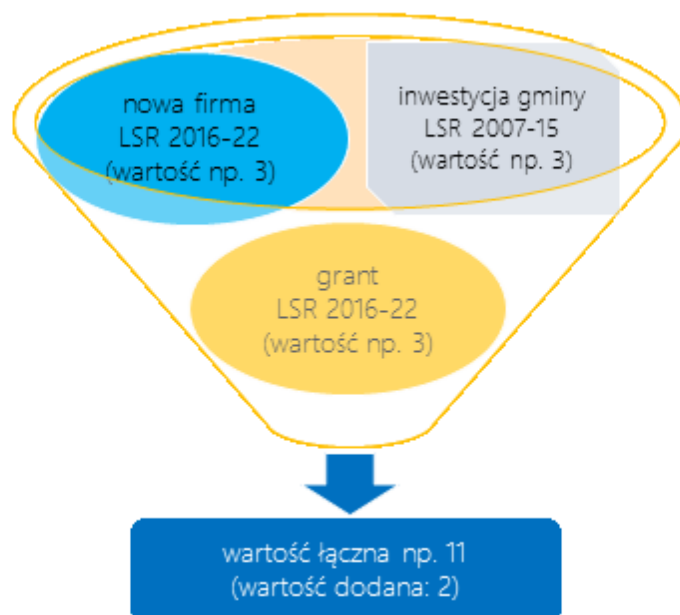 nowa firma
LSR 2016-22
(wartość np. 3)
inwestycja gminy
LSR 2007-15
(wartość np. 3)
grant
LSR 2016-22
(wartość np. 3)
wartość łączna np. 11
(wartość dodana: 2)